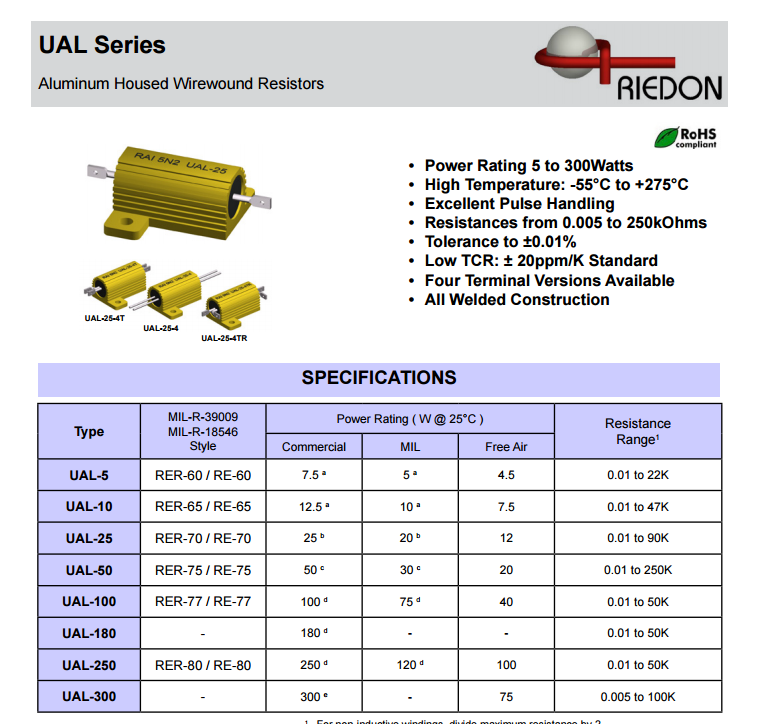 UAL Series
Aluminum Housed Wirewound Resistors
RIEDON
RoHS
compliant
RAI 5N2 UAL-25
UAL-25-4T
UAL-25-4
UAL-25-4TR
• Power Rating 5 to 300Watts
• High Temperature: -55°C to +275°C
• Excellent Pulse Handling
• Resistances from 0.005 to 250kOhms
• Tolerance to ±0.01%
• Low TCR: ± 20ppm/K Standard
• Four Terminal Versions Available
• All Welded Construction
SPECIFICATIONS
Type
MIL-R-39009
MIL-R-18546
Style
Power Rating ( W @ 25°C )
Commercial MIL Free Air
Resistance
Range¹
UAL-5 RER-60 / RE-60 7.5 ᵃ 5 ᵃ 4.5 0.01 to 22K
UAL-10 RER-65 / RE-65 12.5 ᵃ 10 ᵃ 7.5 0.01 to 47K
UAL-25 RER-70 / RE-70 25 ᵇ 20 ᵇ 12 0.01 to 90K
UAL-50 RER-75 / RE-75 50 ᶜ 30 ᶜ 20 0.01 to 250K
UAL-100 RER-77 / RE-77 100 ᵈ 75 ᵈ 40 0.01 to 50K
UAL-180 - 180 ᵈ - - 0.01 to 50K
UAL-250 RER-80 / RE-80 250 ᵈ 120 ᵈ 100 0.01 to 50K
UAL-300 - 300 ᵉ - 75 0.005 to 100K
¹ For non-inductive windings, divide maximum resistance by 2